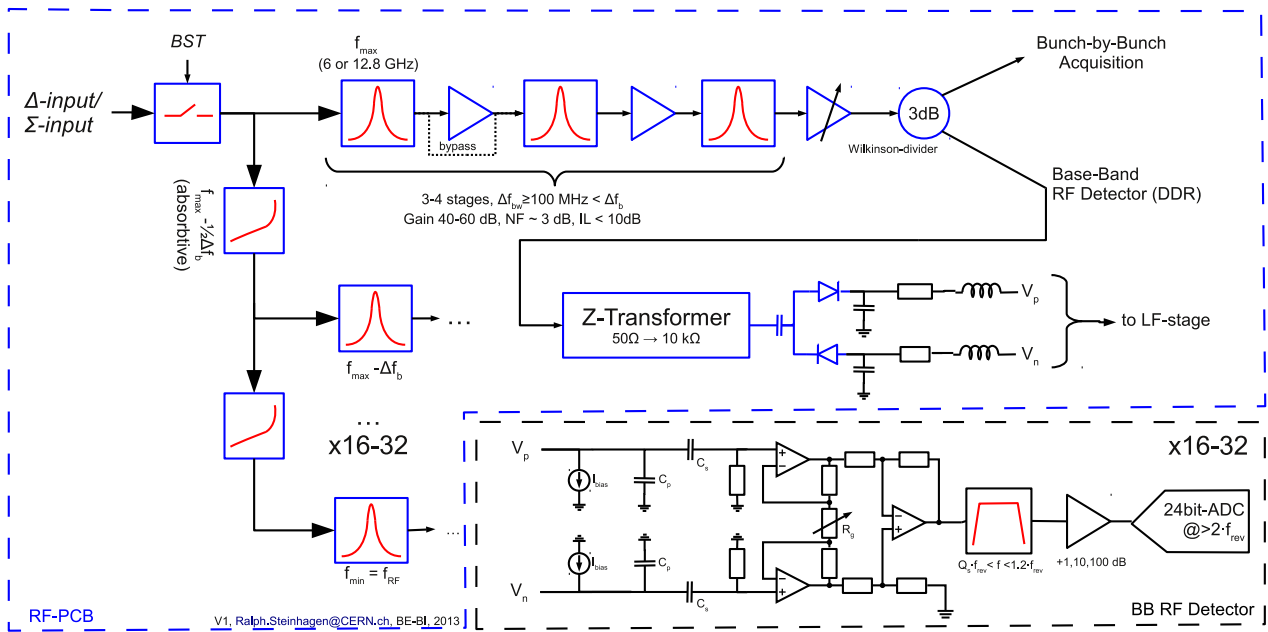 BST
Δ-input/
Σ-input
f_max
(6 or 12.8 GHz)
bypass
3-4 stages, Δf_bw≥100 MHz < Δf_b
Gain 40-60 dB, NF ~ 3 dB, IL < 10dB
3dB
Wilkinson-divider
Bunch-by-Bunch
Acquisition
Base-Band
RF Detector (DDR)
f_max -½Δf_b
(absorbtive)
...
f_max -Δf_b
...
x16-32
...
f_min = f_RF
Z-Transformer
50Ω → 10 kΩ
V_p
V_n
to LF-stage
V_p
I_bias
C_p
C_s
R_g
I_bias
C_p
C_s
V_n
x16-32
Q_s·f_rev < f <1.2·f_rev
+1,10,100 dB
24bit-ADC
@>2·f_rev
BB RF Detector
RF-PCB
V1, Ralph.Steinhagen@CERN.ch, BE-BI, 2013